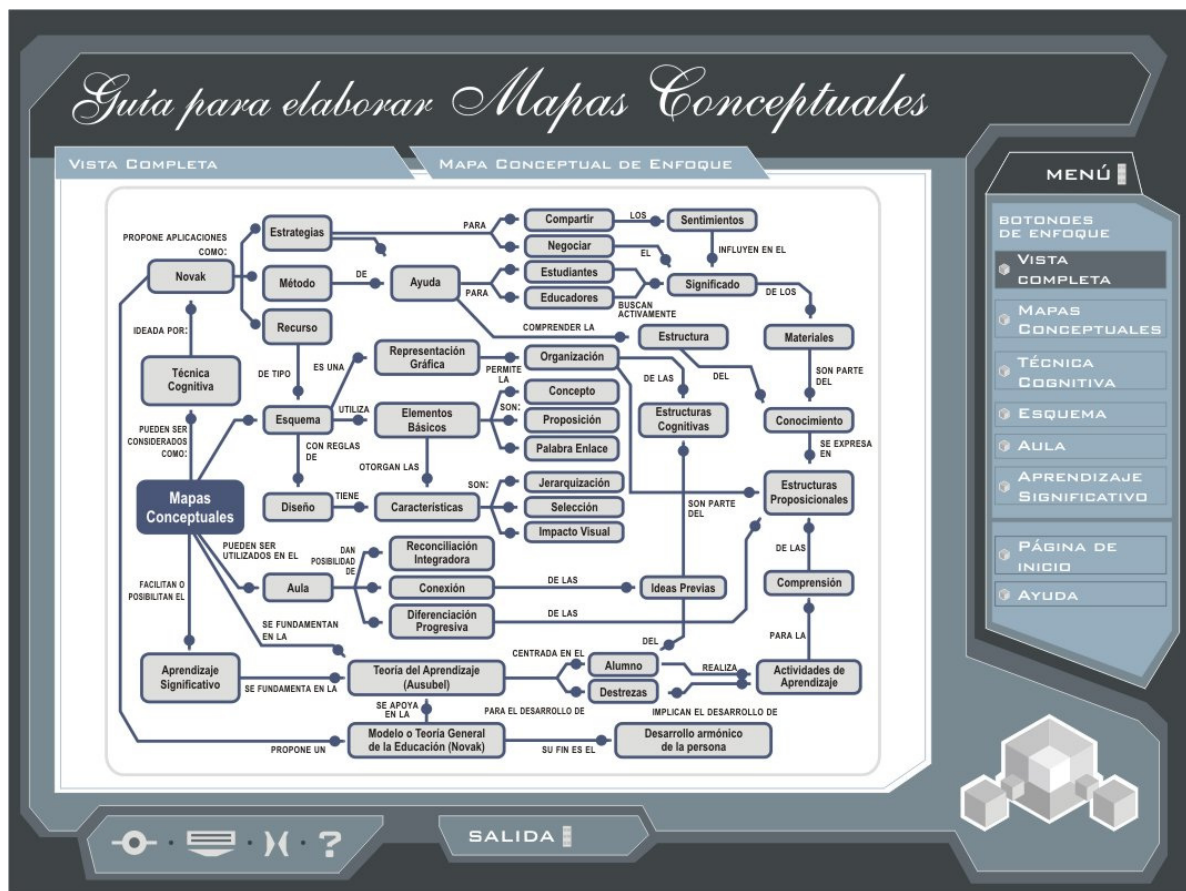 Guía para elaborar Mapas Conceptuales
VISTA COMPLETA
MAPA CONCEPTUAL DE ENFOQUE
PROPONE APLICACIONES
COMO:
Novak
Estrategias
Método
Recurso
PARA
Compartir
LOS
Sentimientos
Negociar
EL
INFLUYEN EN EL
DE
Ayuda
PARA
Estudiantes
Educadores
BUSCAN
ACTIVAMENTE
Significado
DE LOS
IDEADA POR:
Técnica
Cognitiva
DE TIPO
ES UNA
Representación
Gráfica
PERMITE
LA
Organización
COMPRENDER LA
Estructura
DEL
Materiales
SON PARTE
DEL
DE LAS
PUEDEN SER
CONSIDERADOS
COMO:
Esquema
UTILIZA
Elementos
Básicos
SON:
Concepto
Proposición
Palabra Enlace
Estructuras
Cognitivas
Conocimiento
SE EXPRESA
EN
CON REGLAS
DE
OTORGAN LAS
Mapas
Conceptuales
Diseño
TIENE
Características
SON:
Jerarquización
Selección
Impacto Visual
SON PARTE
DEL
Estructuras
Proposicionales
PUEDEN SER
UTILIZADOS EN EL
DAN
POSIBILIDAD
DE
Reconciliación
Integradora
DE LAS
FACILITAN O
POSIBILITAN EL
Aula
Conexión
DE LAS
Ideas Previas
Comprensión
Diferenciación
Progresiva
DE LAS
SE FUNDAMENTAN
EN LA
DEL
PARA LA
Aprendizaje
Significativo
SE FUNDAMENTA EN LA
Teoría del Aprendizaje
(Ausubel)
CENTRADA EN EL
Alumno
REALIZA
Destrezas
Actividades de
Aprendizaje
SE APOYA
EN LA
PARA EL DESARROLLO DE
IMPLICAN EL DESARROLLO DE
PROPONE UN
Modelo o Teoría General
de la Educación (Novak)
SU FIN ES EL
Desarrollo armónico
de la persona
MENÚ
BOTONOES
DE ENFOQUE
VISTA
COMPLETA
MAPAS
CONCEPTUALES
TÉCNICA
COGNITIVA
ESQUEMA
AULA
APRENDIZAJE
SIGNIFICATIVO
PÁGINA DE
INICIO
AYUDA
?
SALIDA